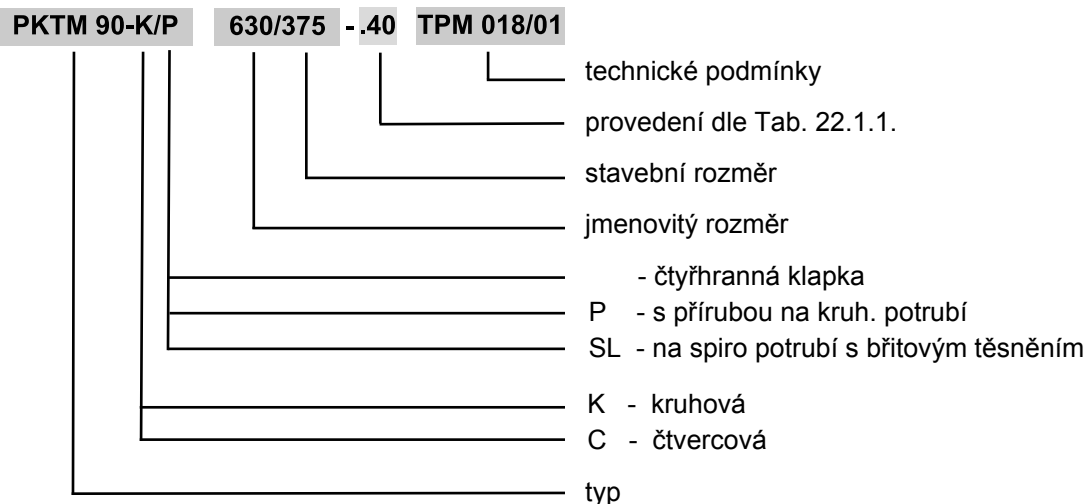 PKTM 90-K/P 630/375 - .40 TPM 018/01
technické podmínky
provedení dle Tab. 22.1.1.
stavební rozměr
jmenovitý rozměr
- čtyřhranná klapka
P - s přírubou na kruh. potrubí
SL - na spiro potrubí s břitovým těsněním
K - kruhová
C - čtvercová
typ